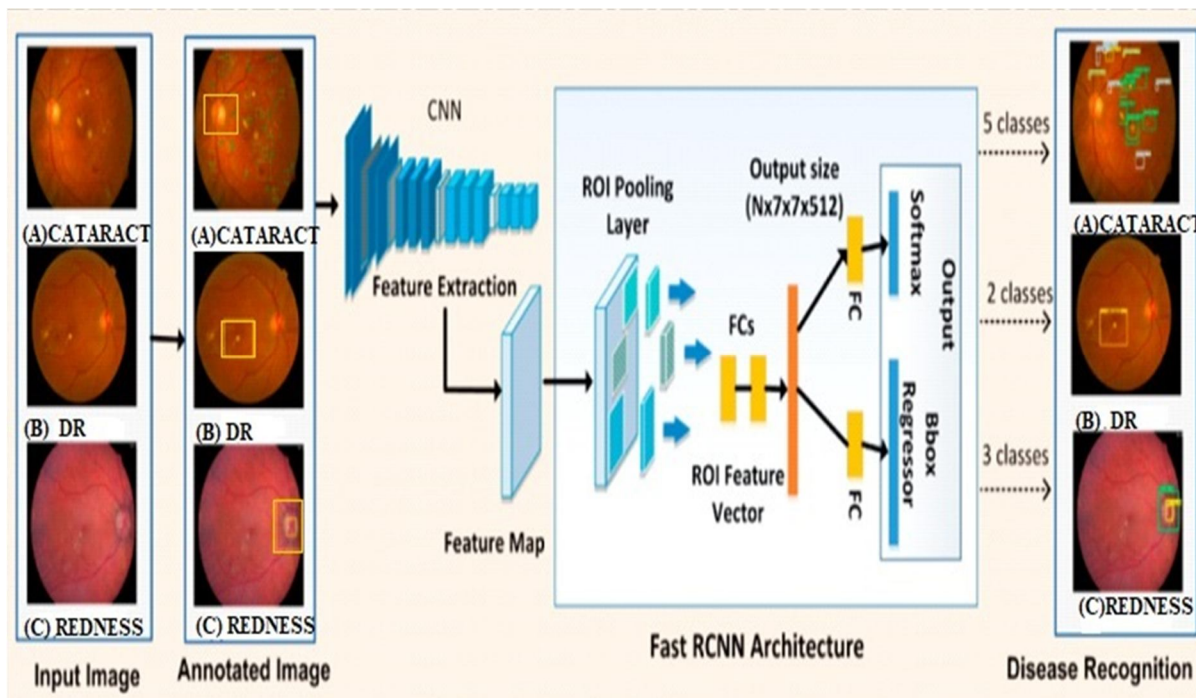 (A)CATARACT
(B) DR
(C) REDNESS
Input Image
(A)CATARACT
(B) DR
(C) REDNESS
Annotated Image
CNN
Feature Extraction
Feature Map
ROI Pooling
Layer
FCs
ROI Feature
Vector
Output size
(Nx7x7x512)
FC
FC
Softmax
Bbox
Regressor
Output
Fast RCNN Architecture
5 classes
2 classes
3 classes
(A)CATARACT
(B) . DR
(C)REDNESS
Disease Recognition